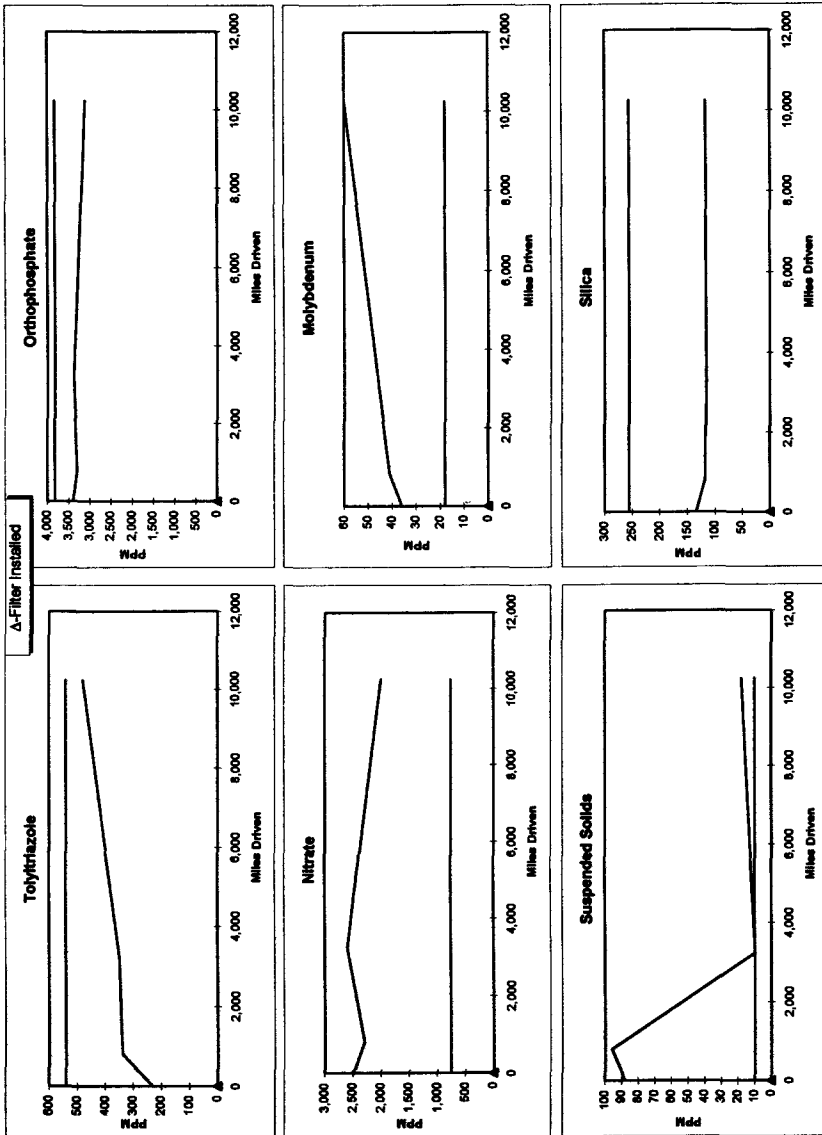 Δ-Filter Installed
Tolyltriazole
600
500
400
300
200
100
0
PPM
0 2,000 4,000 6,000 8,000 10,000 12,000
Miles Driven
Orthophosphate
4,000
3,500
3,000
2,500
2,000
1,500
1,000
500
0
PPM
0 2,000 4,000 6,000 8,000 10,000 12,000
Miles Driven
Nitrate
3,000
2,500
2,000
1,500
1,000
500
0
PPM
0 2,000 4,000 6,000 8,000 10,000 12,000
Miles Driven
Molybdenum
60
50
40
30
20
10
0
PPM
0 2,000 4,000 6,000 8,000 10,000 12,000
Miles Driven
Suspended Solids
100
90
80
70
60
50
40
30
20
10
0
PPM
0 2,000 4,000 6,000 8,000 10,000 12,000
Miles Driven
Silica
300
250
200
150
100
50
0
PPM
0 2,000 4,000 6,000 8,000 10,000 12,000
Miles Driven